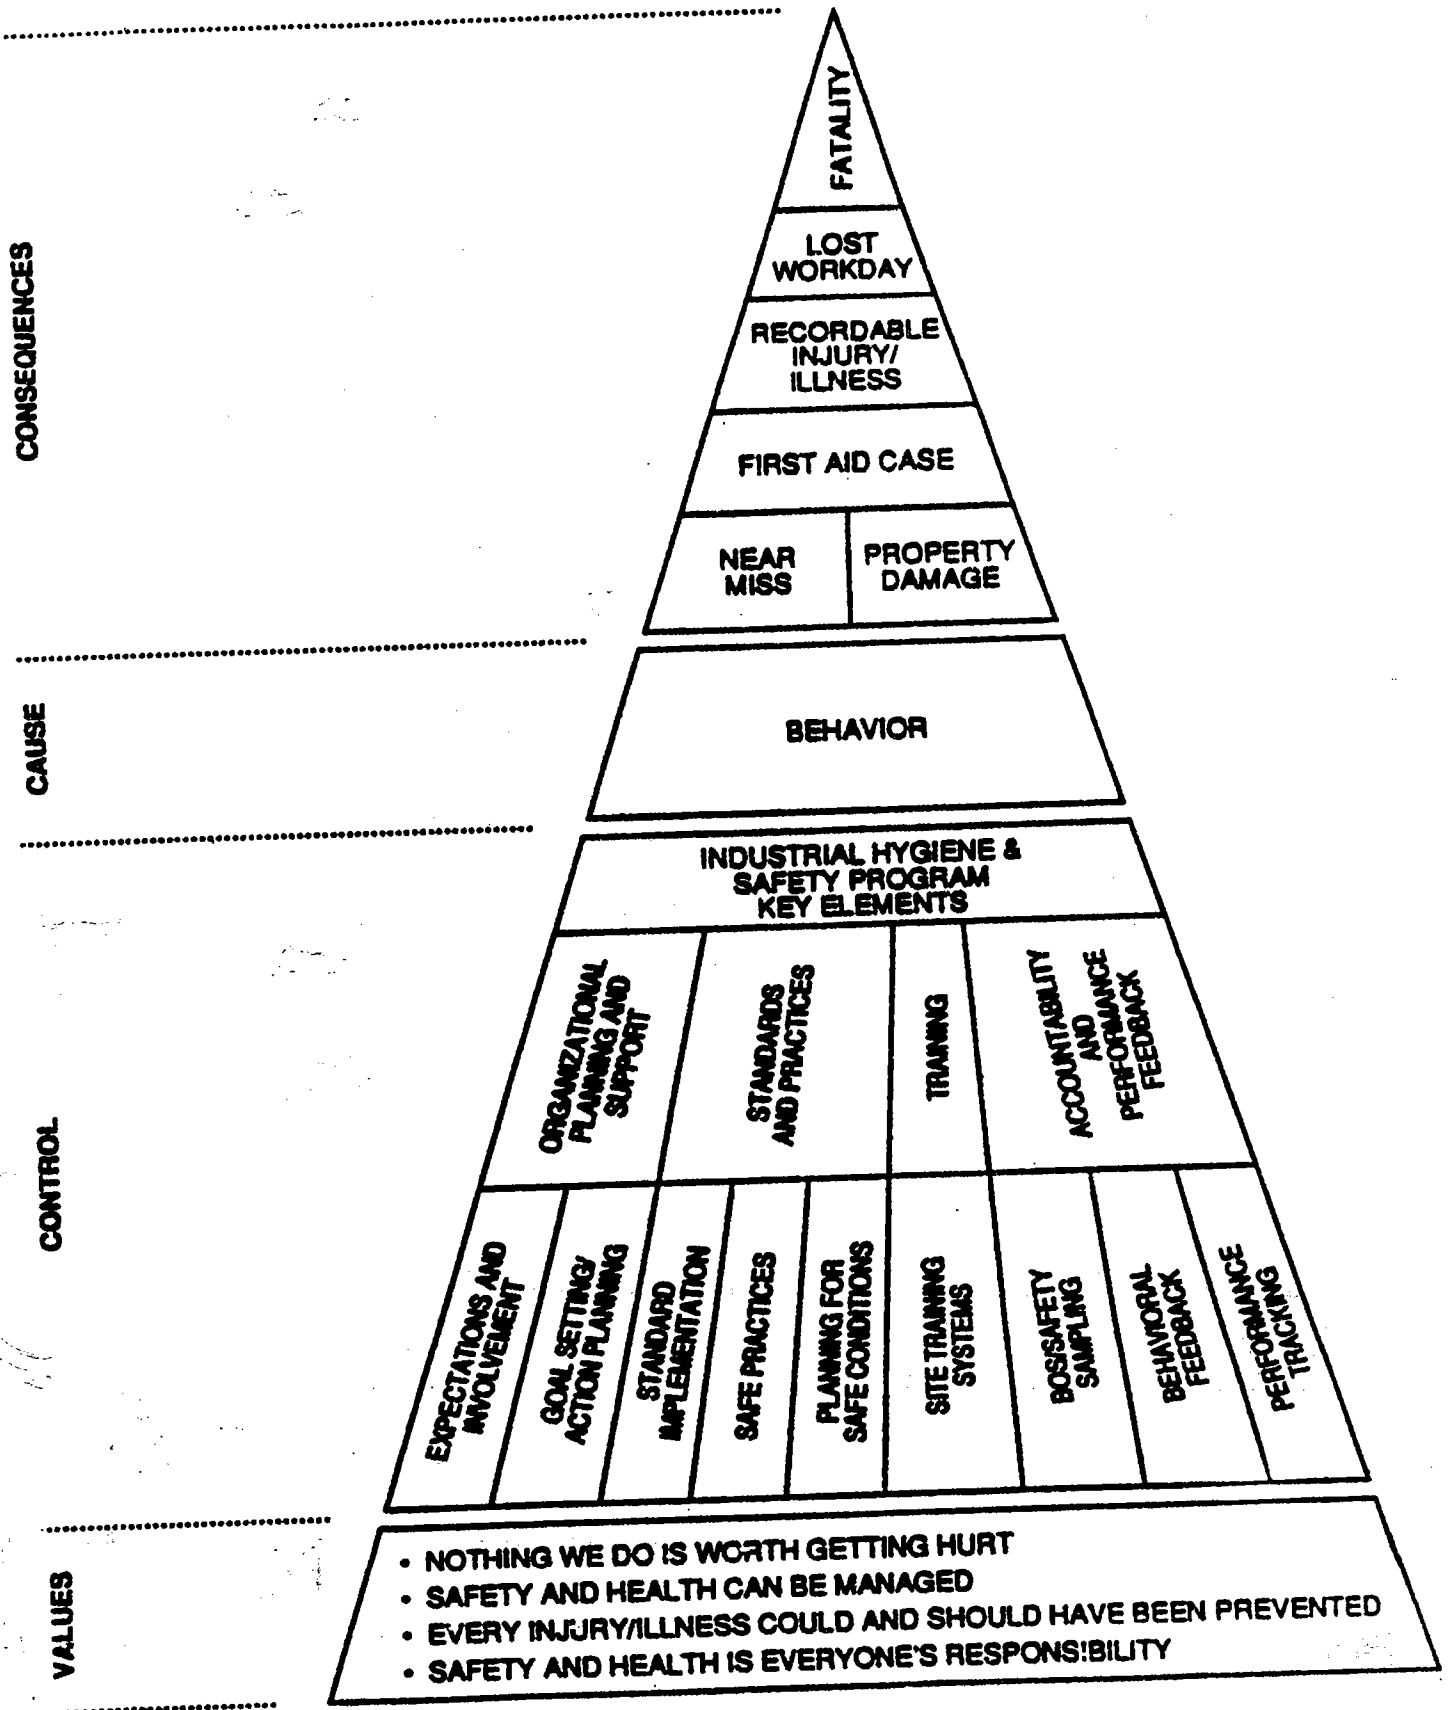 CONSEQUENCES
FATALITY
LOST
WORKDAY
RECORDABLE
INJURY/
ILLNESS
FIRST AID CASE
NEAR
MISS
PROPERTY
DAMAGE
CAUSE
BEHAVIOR
CONTROL
INDUSTRIAL HYGIENE &
SAFETY PROGRAM
KEY ELEMENTS
ORGANIZATIONAL
PLANNING AND
SUPPORT
STANDARDS
AND PRACTICES
TRAINING
ACCOUNTABILITY
AND
PERFORMANCE
FEEDBACK
EXPECTATIONS AND
INVOLVEMENT
GOAL SETTING/
ACTION PLANNING
STANDARD
IMPLEMENTATION
SAFE PRACTICES
PLANNING FOR
SAFE CONDITIONS
SITE TRAINING
SYSTEMS
BOS/SAFETY
SAMPLING
BEHAVIORAL
FEEDBACK
PERFORMANCE
TRACKING
VALUES
• NOTHING WE DO IS WORTH GETTING HURT
• SAFETY AND HEALTH CAN BE MANAGED
• EVERY INJURY/ILLNESS COULD AND SHOULD HAVE BEEN PREVENTED
• SAFETY AND HEALTH IS EVERYONE'S RESPONSIBILITY